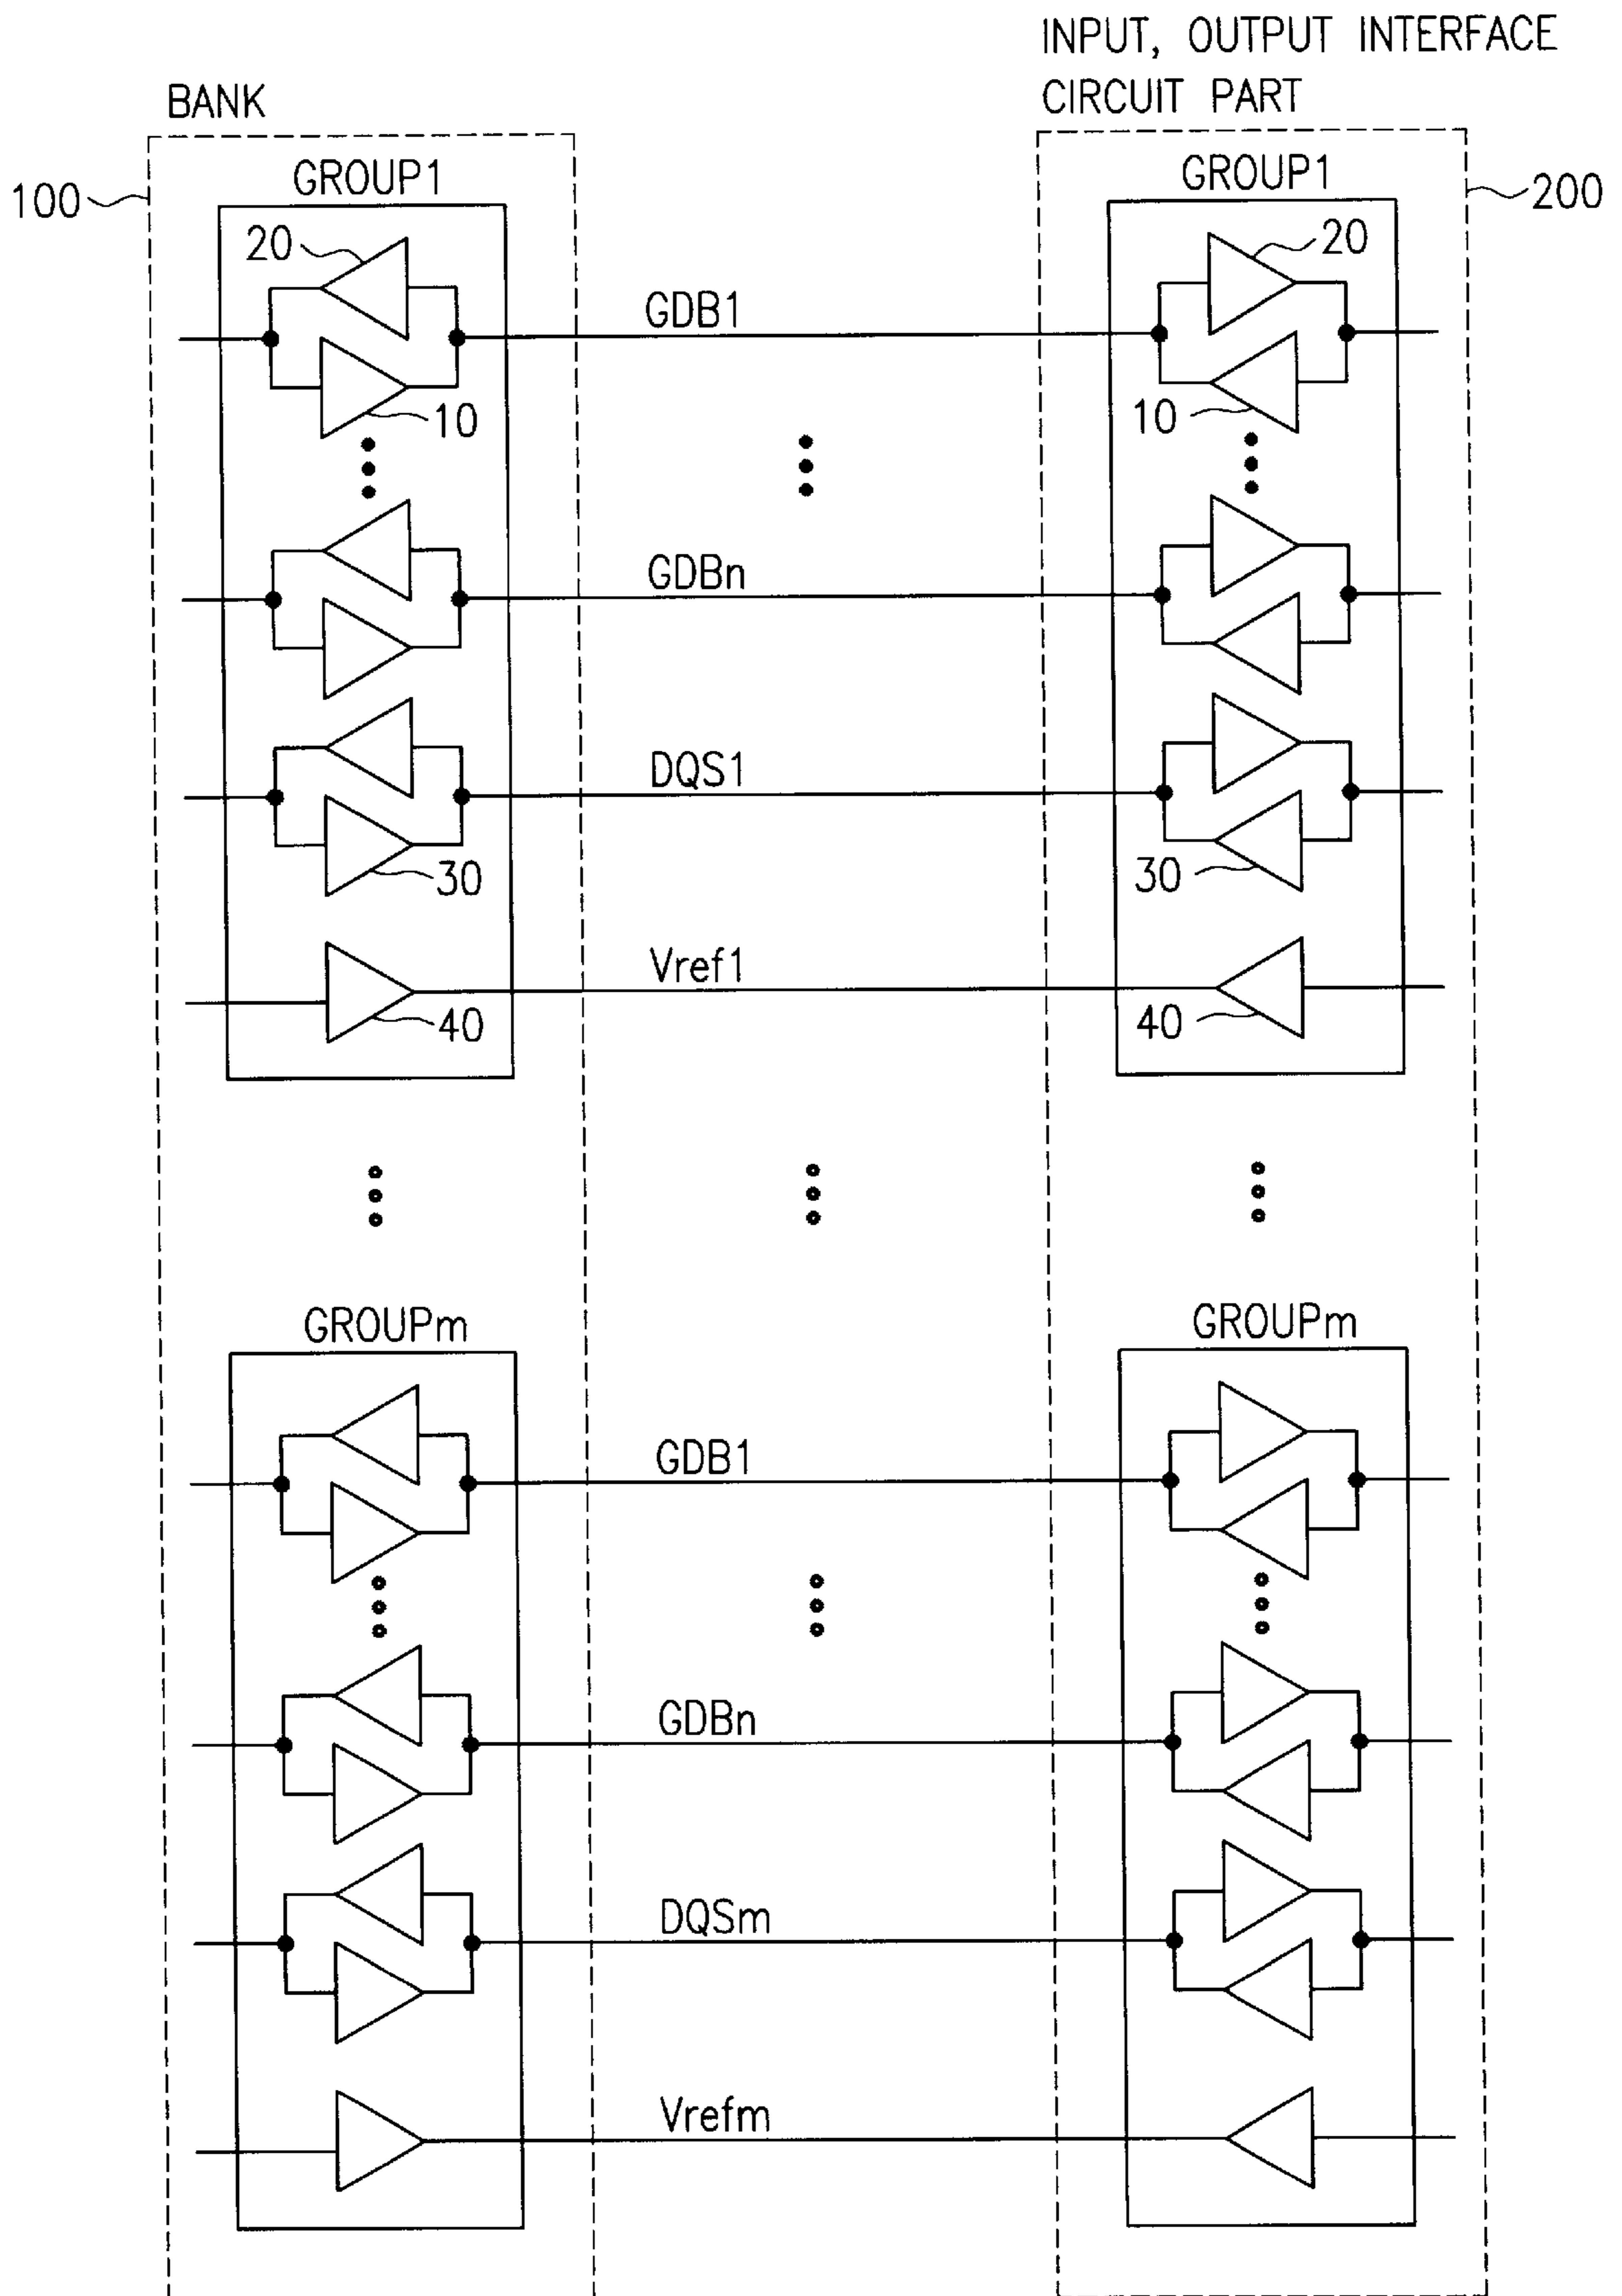 INPUT, OUTPUT INTERFACE
CIRCUIT PART
BANK
GROUP1
GROUP1
100
200
20
20
GDB1
10
10
GDBn
DQS1
30
30
Vref1
40
40
GROUPm
GROUPm
GDB1
GDBn
DQSm
Vrefm